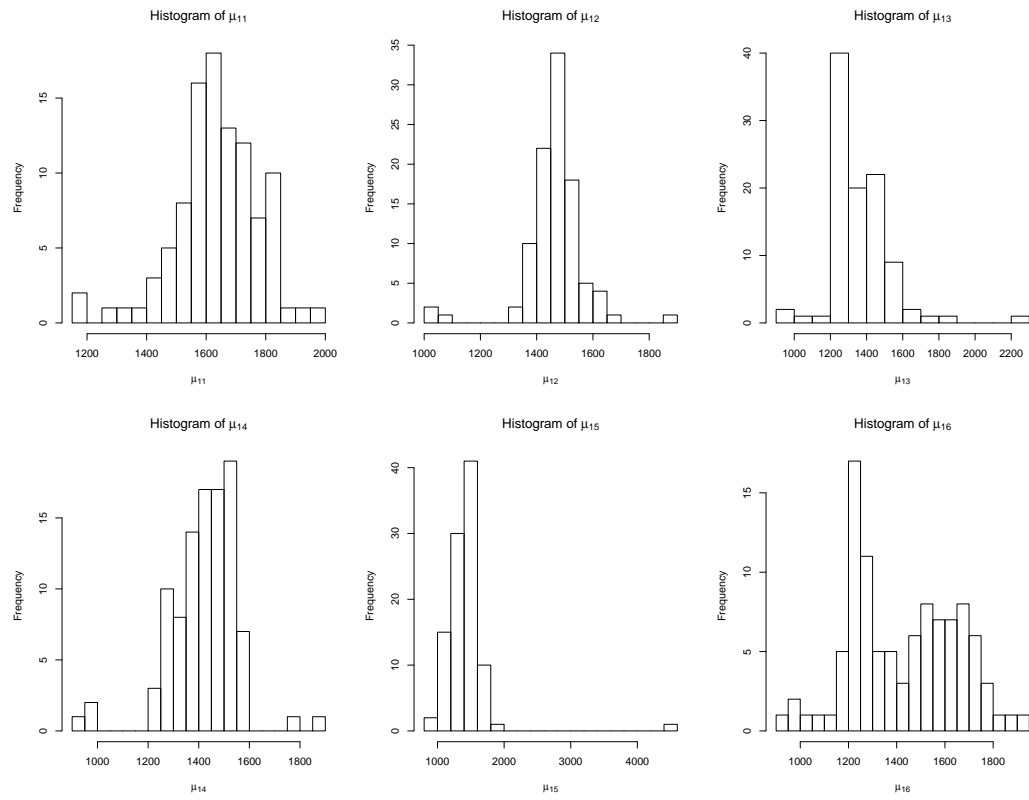 Histogram of μ₁₁
Frequency
0 5 10 15
1200 1400 1600 1800 2000
μ₁₁
Histogram of μ₁₂
Frequency
0 5 10 15 20 25 30 35
1000 1200 1400 1600 1800
μ₁₂
Histogram of μ₁₃
Frequency
0 10 20 30 40
1000 1200 1400 1600 1800 2000 2200
μ₁₃
Histogram of μ₁₄
Frequency
0 5 10 15
1000 1200 1400 1600 1800
μ₁₄
Histogram of μ₁₅
Frequency
0 10 20 30 40
1000 2000 3000 4000
μ₁₅
Histogram of μ₁₆
Frequency
0 5 10 15
1000 1200 1400 1600 1800
μ₁₆